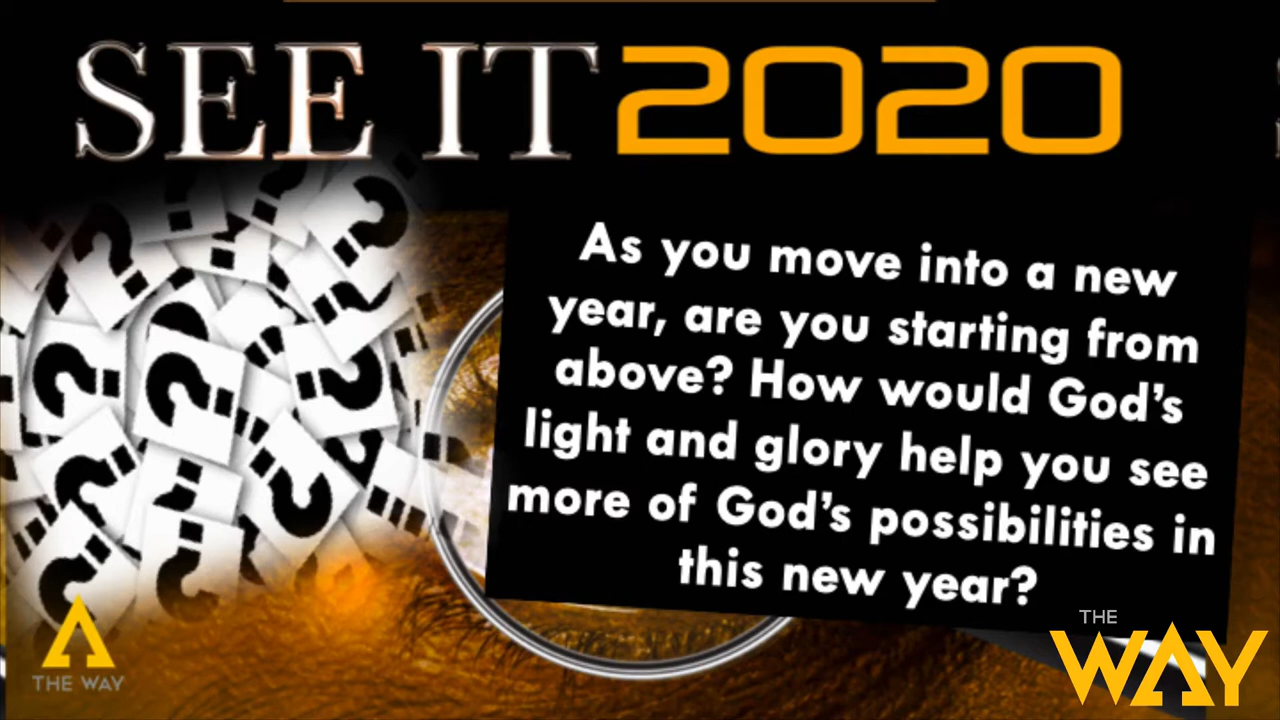 SEE IT 2020
As you move into a new
year, are you starting from
above? How would God's
light and glory help you see
more of God's possibilities in
this new year?
THE WAY
THE
WAY